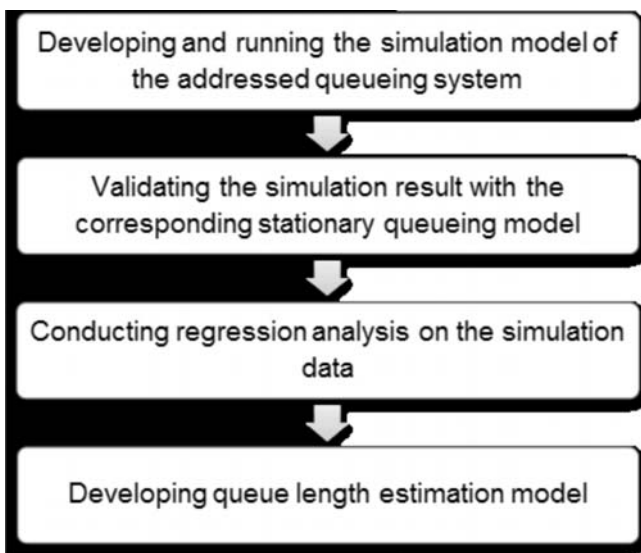 Developing and running the simulation model of
the addressed queueing system
Validating the simulation result with the
corresponding stationary queueing model
Conducting regression analysis on the simulation
data
Developing queue length estimation model